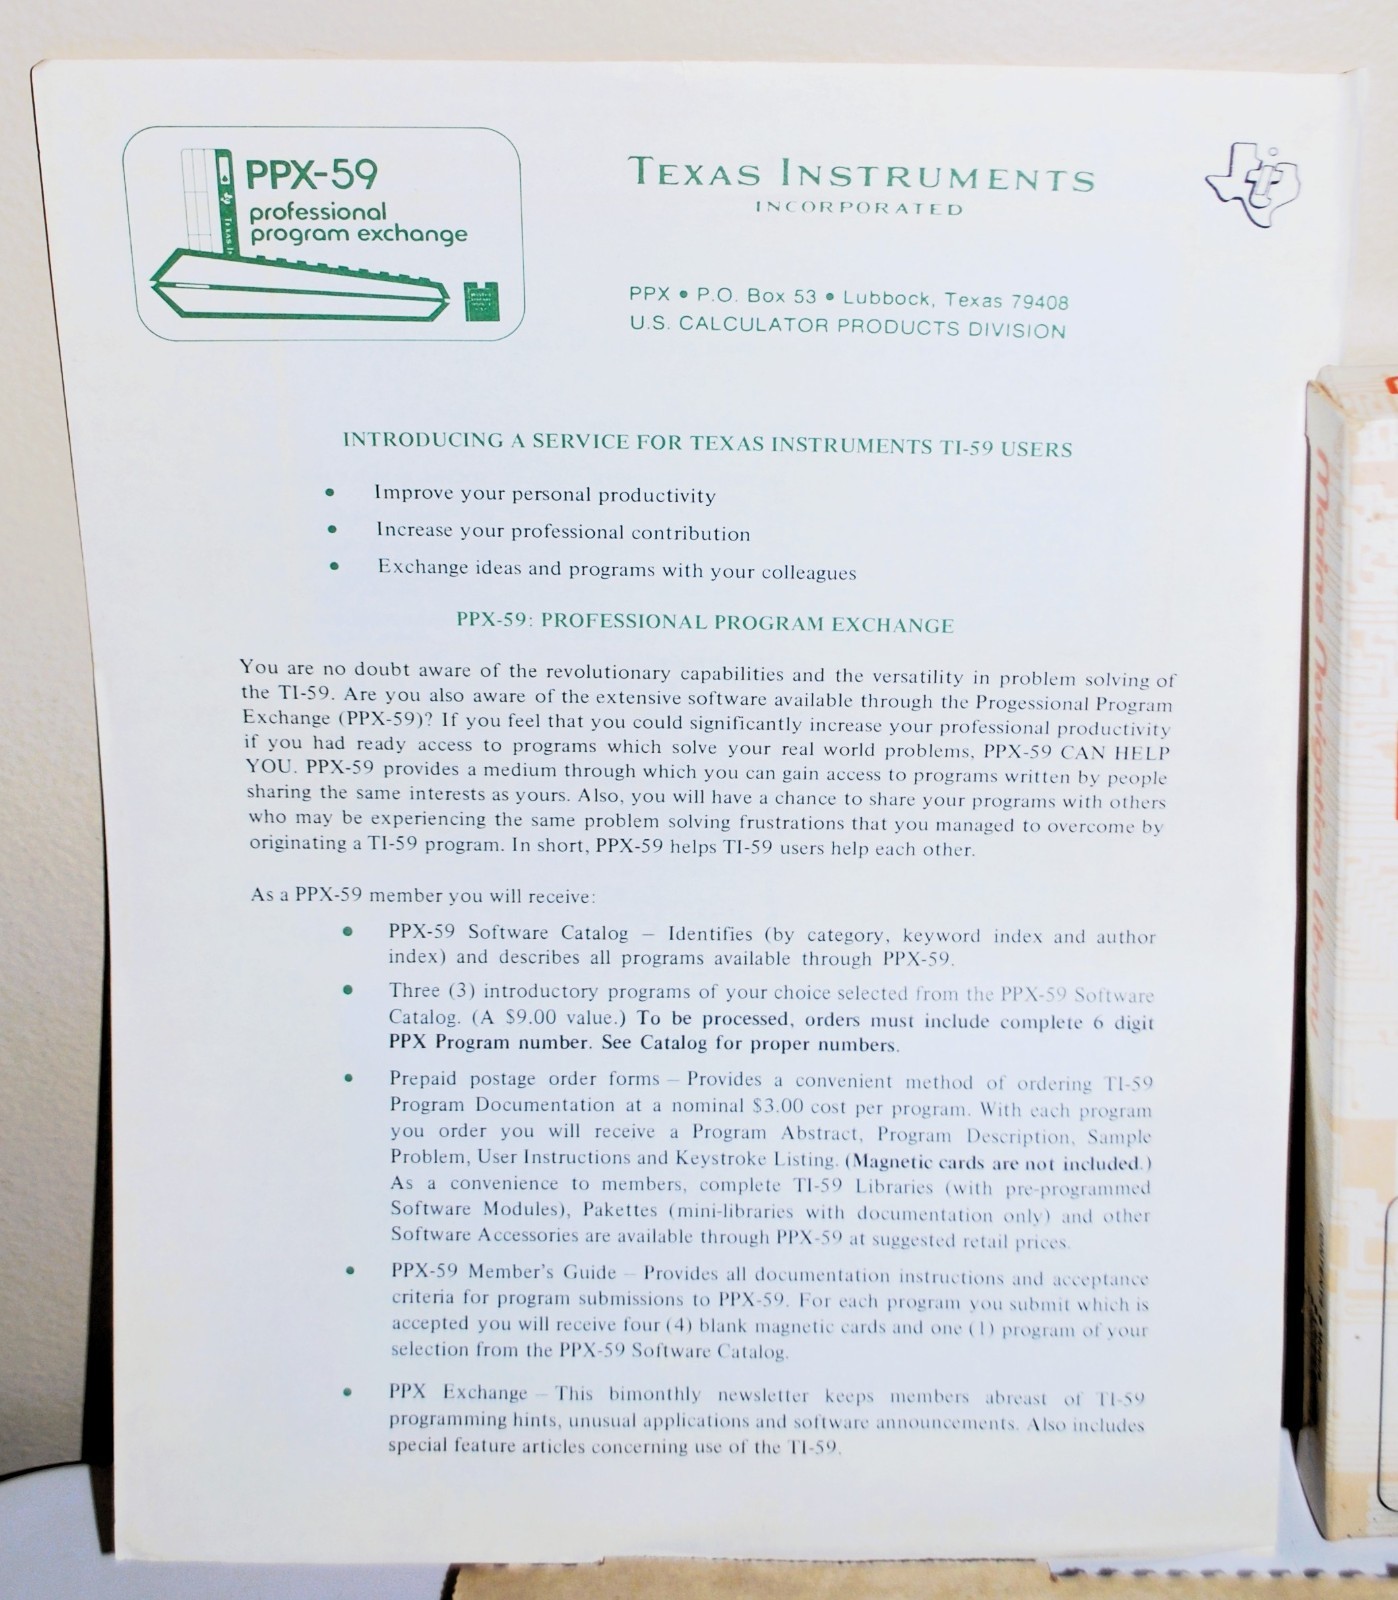 PPX-59
professional
program exchange
TEXAS INSTRUMENTS
INCORPORATED
PPX • P.O. Box 53 • Lubbock, Texas 79408
U.S. CALCULATOR PRODUCTS DIVISION
INTRODUCING A SERVICE FOR TEXAS INSTRUMENTS TI-59 USERS
• Improve your personal productivity
• Increase your professional contribution
• Exchange ideas and programs with your colleagues
PPX-59: PROFESSIONAL PROGRAM EXCHANGE
You are no doubt aware of the revolutionary capabilities and the versatility in problem solving of
the TI-59. Are you also aware of the extensive software available through the Progessional Program
Exchange (PPX-59)? If you feel that you could significantly increase your professional productivity
if you had ready access to programs which solve your real world problems, PPX-59 CAN HELP
YOU. PPX-59 provides a medium through which you can gain access to programs written by people
sharing the same interests as yours. Also, you will have a chance to share your programs with others
who may be experiencing the same problem solving frustrations that you managed to overcome by
originating a TI-59 program. In short, PPX-59 helps TI-59 users help each other.
As a PPX-59 member you will receive:
• PPX-59 Software Catalog – Identifies (by category, keyword index and author
index) and describes all programs available through PPX-59.
• Three (3) introductory programs of your choice selected from the PPX-59 Software
Catalog. (A $9.00 value.) To be processed, orders must include complete 6 digit
PPX Program number. See Catalog for proper numbers.
• Prepaid postage order forms – Provides a convenient method of ordering TI-59
Program Documentation at a nominal $3.00 cost per program. With each program
you order you will receive a Program Abstract, Program Description, Sample
Problem, User Instructions and Keystroke Listing. (Magnetic cards are not included.)
As a convenience to members, complete TI-59 Libraries (with pre-programmed
Software Modules), Pakettes (mini-libraries with documentation only) and other
Software Accessories are available through PPX-59 at suggested retail prices.
• PPX-59 Member's Guide – Provides all documentation instructions and acceptance
criteria for program submissions to PPX-59. For each program you submit which is
accepted you will receive four (4) blank magnetic cards and one (1) program of your
selection from the PPX-59 Software Catalog.
• PPX Exchange – This bimonthly newsletter keeps members abreast of TI-59
programming hints, unusual applications and software announcements. Also includes
special feature articles concerning use of the TI-59.
marine navigation library